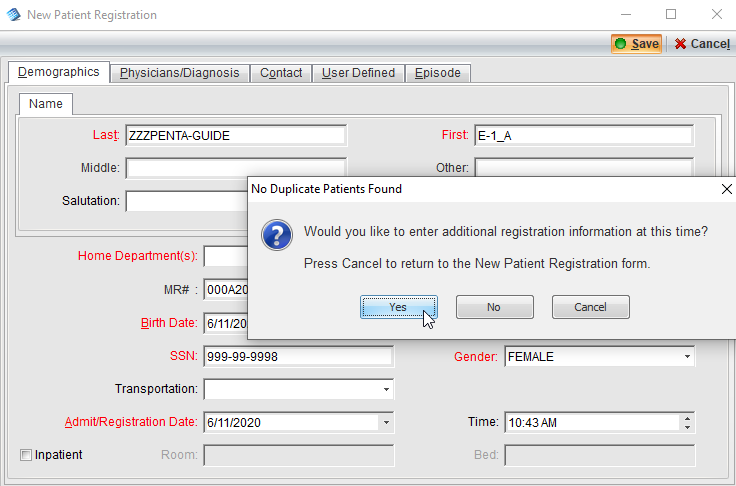 New Patient Registration
Save Cancel
Demographics Physicians/Diagnosis Contact User Defined Episode
Name
Last: ZZZPENTA-GUIDE First: E-1_A
Middle: Other:
Salutation:
No Duplicate Patients Found
Would you like to enter additional registration information at this time?
Press Cancel to return to the New Patient Registration form.
Yes No Cancel
Home Department(s):
MR# : 000A20
Birth Date: 6/11/20
SSN: 999-99-9998 Gender: FEMALE
Transportation:
Admit/Registration Date: 6/11/2020 Time: 10:43 AM
Inpatient Room: Bed: